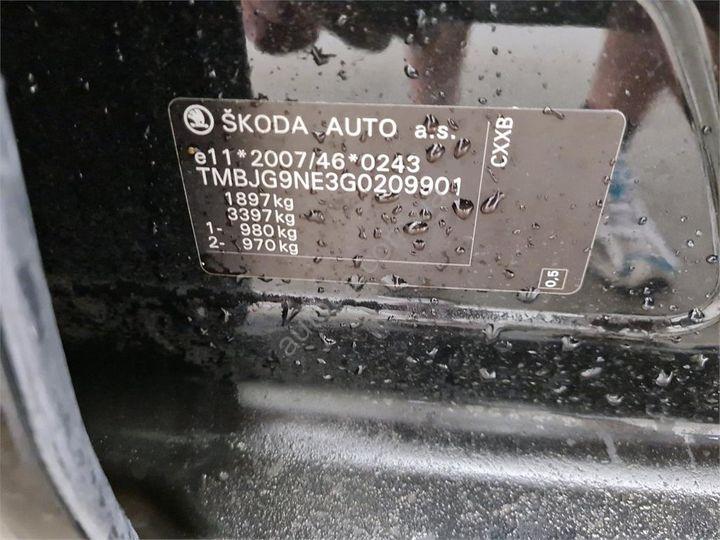 ŠKODA AUTO a.s.
e11*2007/46*0243
TMBJG9NE3G0209901
1897kg
3397kg
1- 980kg
2- 970kg
CXXB
0,5